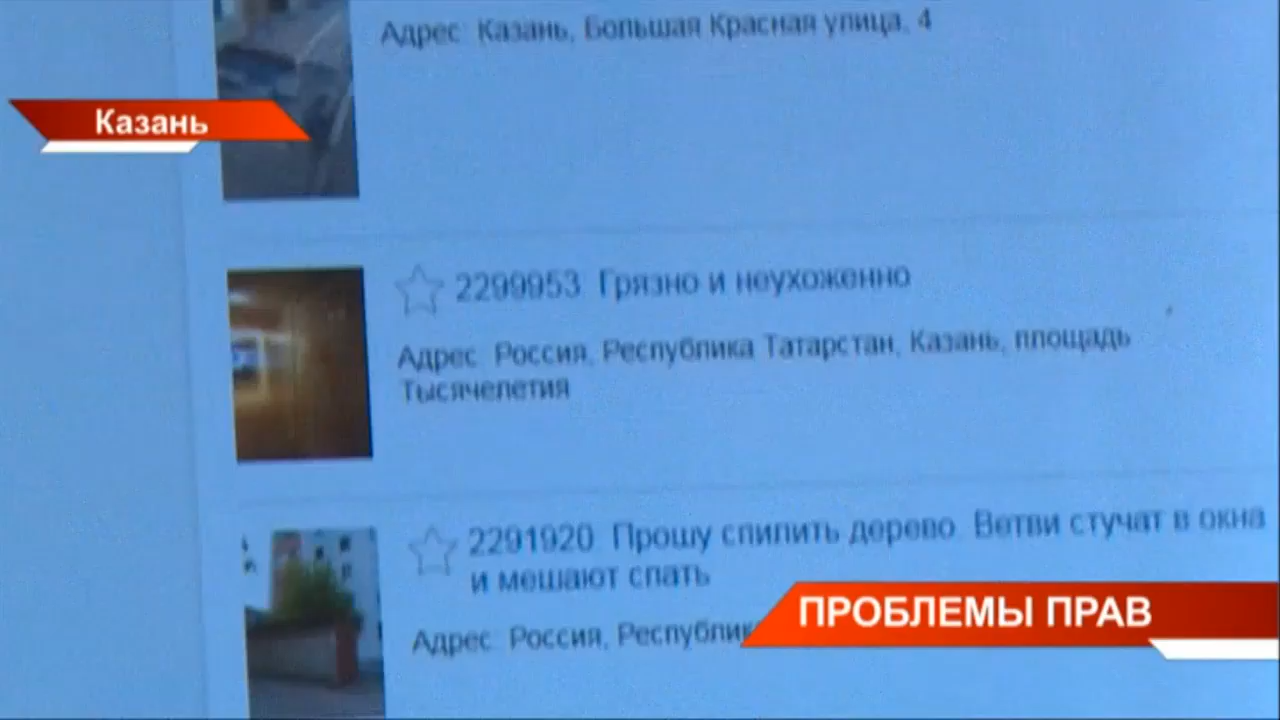 Адрес: Казань, Большая Красная улица, 4
Казань
2299953 Грязно и неухоженно
Адрес: Россия, Республика Татарстан, Казань, площадь
Тысячелетия
2291920 Прошу спилить дерево. Ветви стучат в окна
и мешают спать
ПРОБЛЕМЫ ПРАВ
Адрес: Россия, Республик